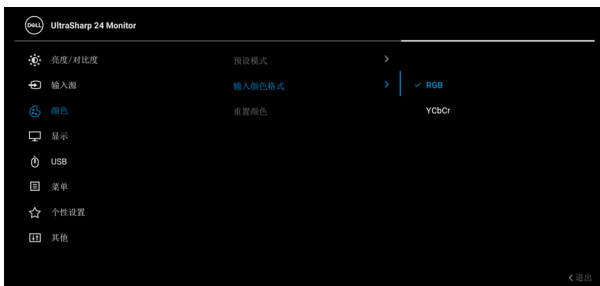 DELL UltraSharp 24 Monitor
亮度/对比度 预设模式
输入源 输入颜色格式 RGB
颜色 重置颜色 YCbCr
显示
USB
菜单
个性设置
其他
退出